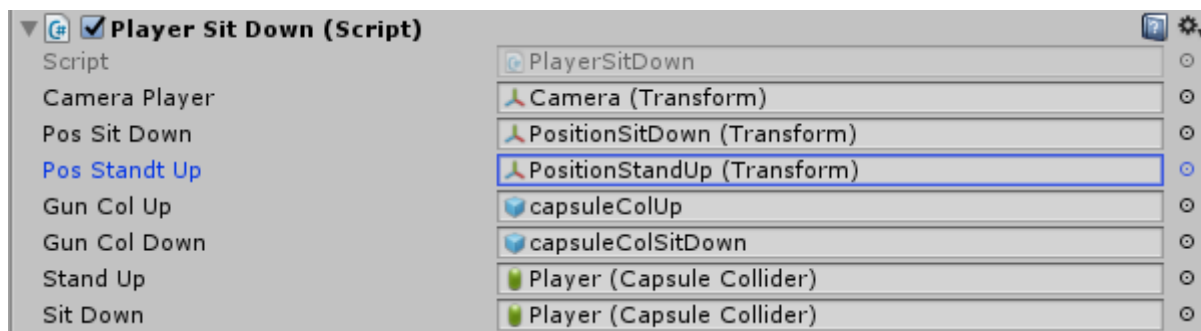 Player Sit Down (Script)
Script PlayerSitDown
Camera Player Camera (Transform)
Pos Sit Down PositionSitDown (Transform)
Pos Standt Up PositionStandUp (Transform)
Gun Col Up capsuleColUp
Gun Col Down capsuleColSitDown
Stand Up Player (Capsule Collider)
Sit Down Player (Capsule Collider)